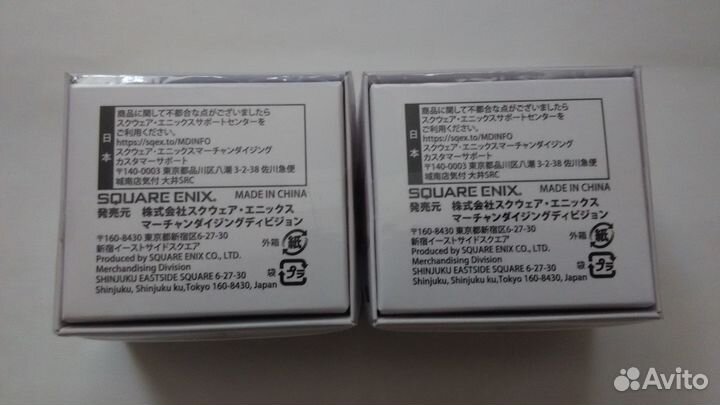 日本
商品に関して不都合な点がございましたら
スクウェア・エニックスサポートセンターを
ご利用ください。
https://sqex.to/MDINFO
スクウェア・エニックスマーチャンダイジング
カスタマーサポート
〒140-0003 東京都品川区八潮3-2-38 佐川急便
城南店気付 大井SRC
SQUARE ENIX. MADE IN CHINA
発売元 株式会社スクウェア・エニックス
マーチャンダイジングディビジョン
〒160-8430 東京都新宿区6-27-30
新宿イーストサイドスクエア
外箱 紙
Produced by SQUARE ENIX CO., LTD.
Merchandising Division
SHINJUKU EASTSIDE SQUARE 6-27-30
Shinjuku, Shinjuku ku,Tokyo 160-8430, Japan
袋 プラ
日本
商品に関して不都合な点がございましたら
スクウェア・エニックスサポートセンターを
ご利用ください。
https://sqex.to/MDINFO
スクウェア・エニックスマーチャンダイジング
カスタマーサポート
〒140-0003 東京都品川区八潮3-2-38 佐川急便
城南店気付 大井SRC
SQUARE ENIX. MADE IN CHINA
発売元 株式会社スクウェア・エニックス
マーチャンダイジングディビジョン
〒160-8430 東京都新宿区6-27-30
新宿イーストサイドスクエア
外箱 紙
Produced by SQUARE ENIX CO., LTD.
Merchandising Division
SHINJUKU EASTSIDE SQUARE 6-27-30
Shinjuku, Shinjuku ku,Tokyo 160-8430, Japan
袋 プラ
Avito